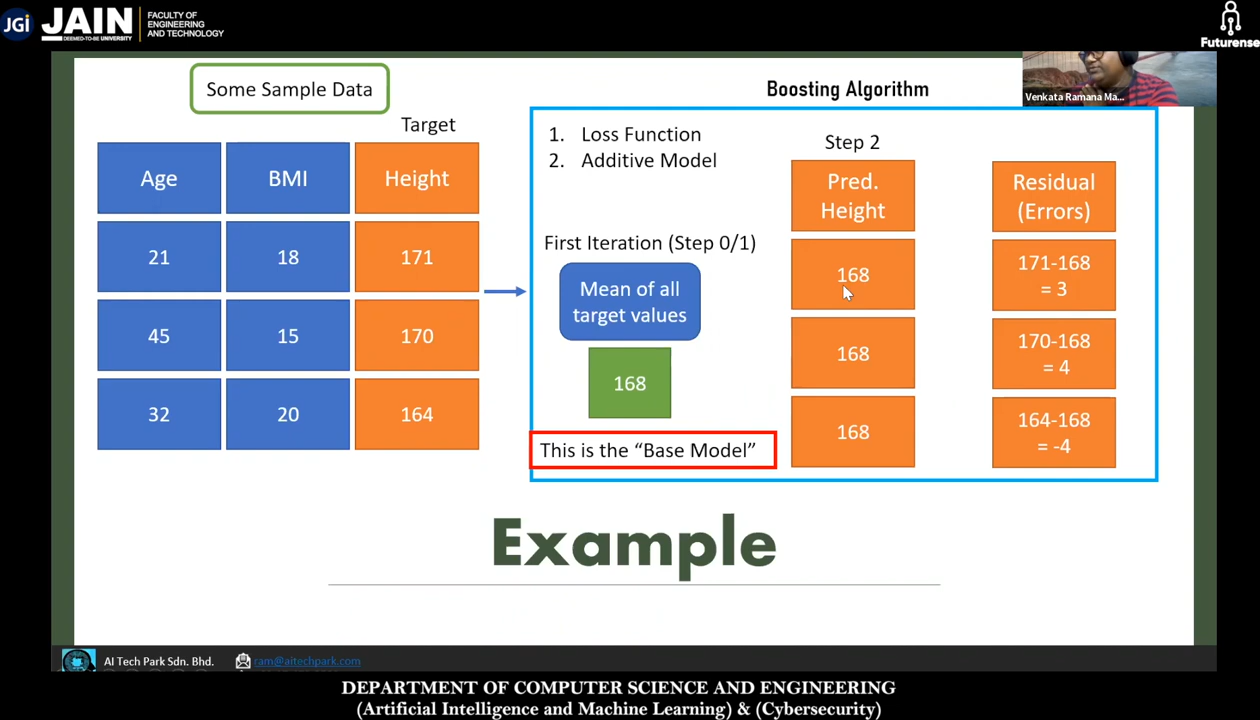 JGi JAIN
DEEMED-TO-BE UNIVERSITY
FACULTY OF
ENGINEERING
AND TECHNOLOGY
Futurense
Some Sample Data
Target
Age BMI Height
21 18 171
45 15 170
32 20 164
Boosting Algorithm
Venkata Ramana Ma...
1. Loss Function
2. Additive Model
First Iteration (Step 0/1)
Mean of all
target values
168
This is the “Base Model”
Step 2
Pred.
Height
168
168
168
Residual
(Errors)
171-168
= 3
170-168
= 4
164-168
= -4
Example
AI Tech Park Sdn. Bhd.
ram@aitechpark.com
DEPARTMENT OF COMPUTER SCIENCE AND ENGINEERING
(Artificial Intelligence and Machine Learning) & (Cybersecurity)